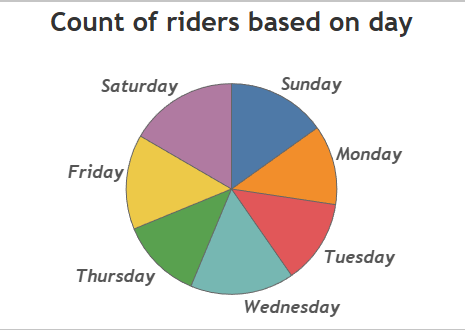 Count of riders based on day
Saturday
Sunday
Monday
Friday
Tuesday
Thursday
Wednesday